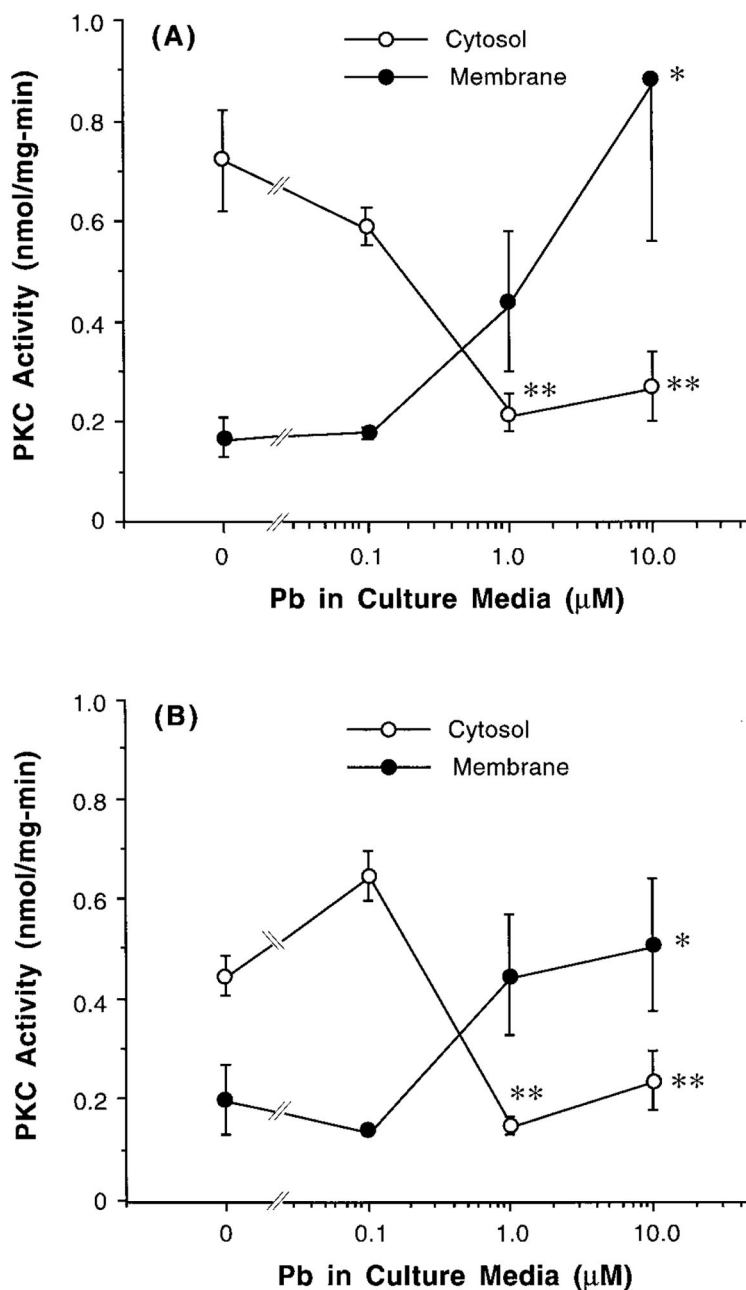 (A)
Cytosol
Membrane
PKC Activity (nmol/mg-min)
1.0
0.8
0.6
0.4
0.2
0
*
**
**
0 0.1 1.0 10.0
Pb in Culture Media (μM)
(B)
Cytosol
Membrane
PKC Activity (nmol/mg-min)
1.0
0.8
0.6
0.4
0.2
0
*
**
**
0 0.1 1.0 10.0
Pb in Culture Media (μM)